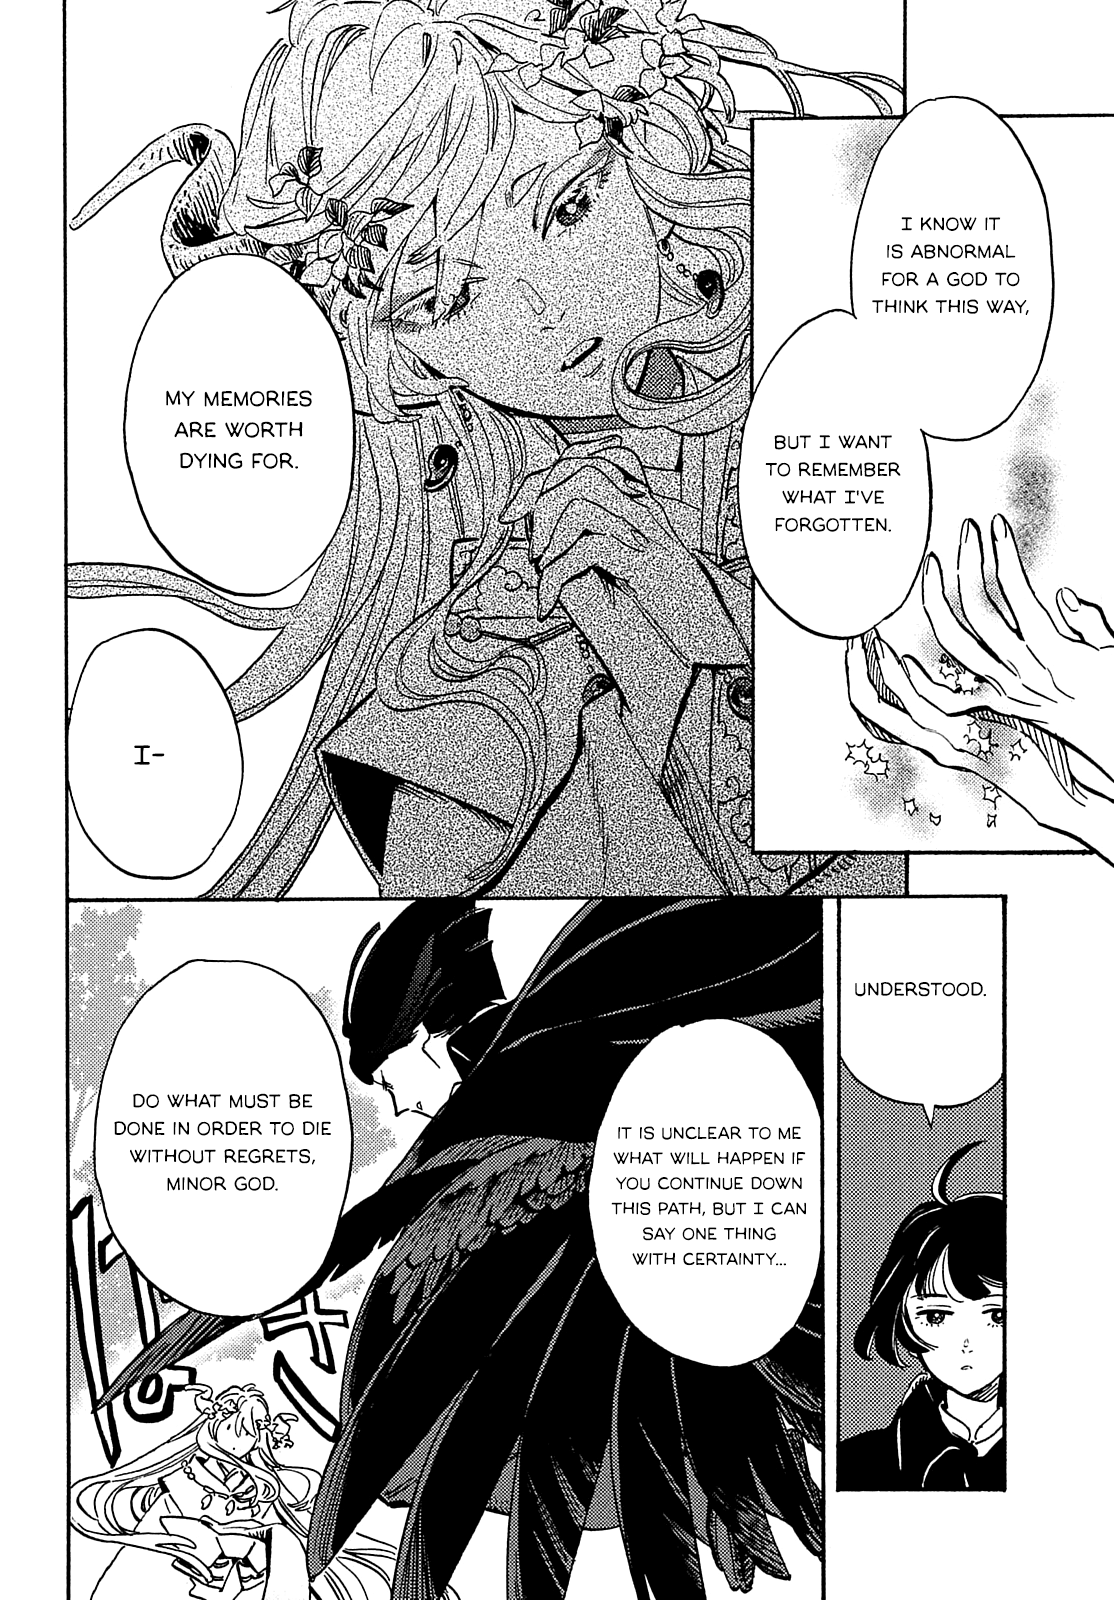 I KNOW IT
IS ABNORMAL
FOR A GOD TO
THINK THIS WAY,
BUT I WANT
TO REMEMBER
WHAT I'VE
FORGOTTEN.
MY MEMORIES
ARE WORTH
DYING FOR.
I-
UNDERSTOOD.
IT IS UNCLEAR TO ME
WHAT WILL HAPPEN IF
YOU CONTINUE DOWN
THIS PATH, BUT I CAN
SAY ONE THING
WITH CERTAINTY...
DO WHAT MUST BE
DONE IN ORDER TO DIE
WITHOUT REGRETS,
MINOR GOD.